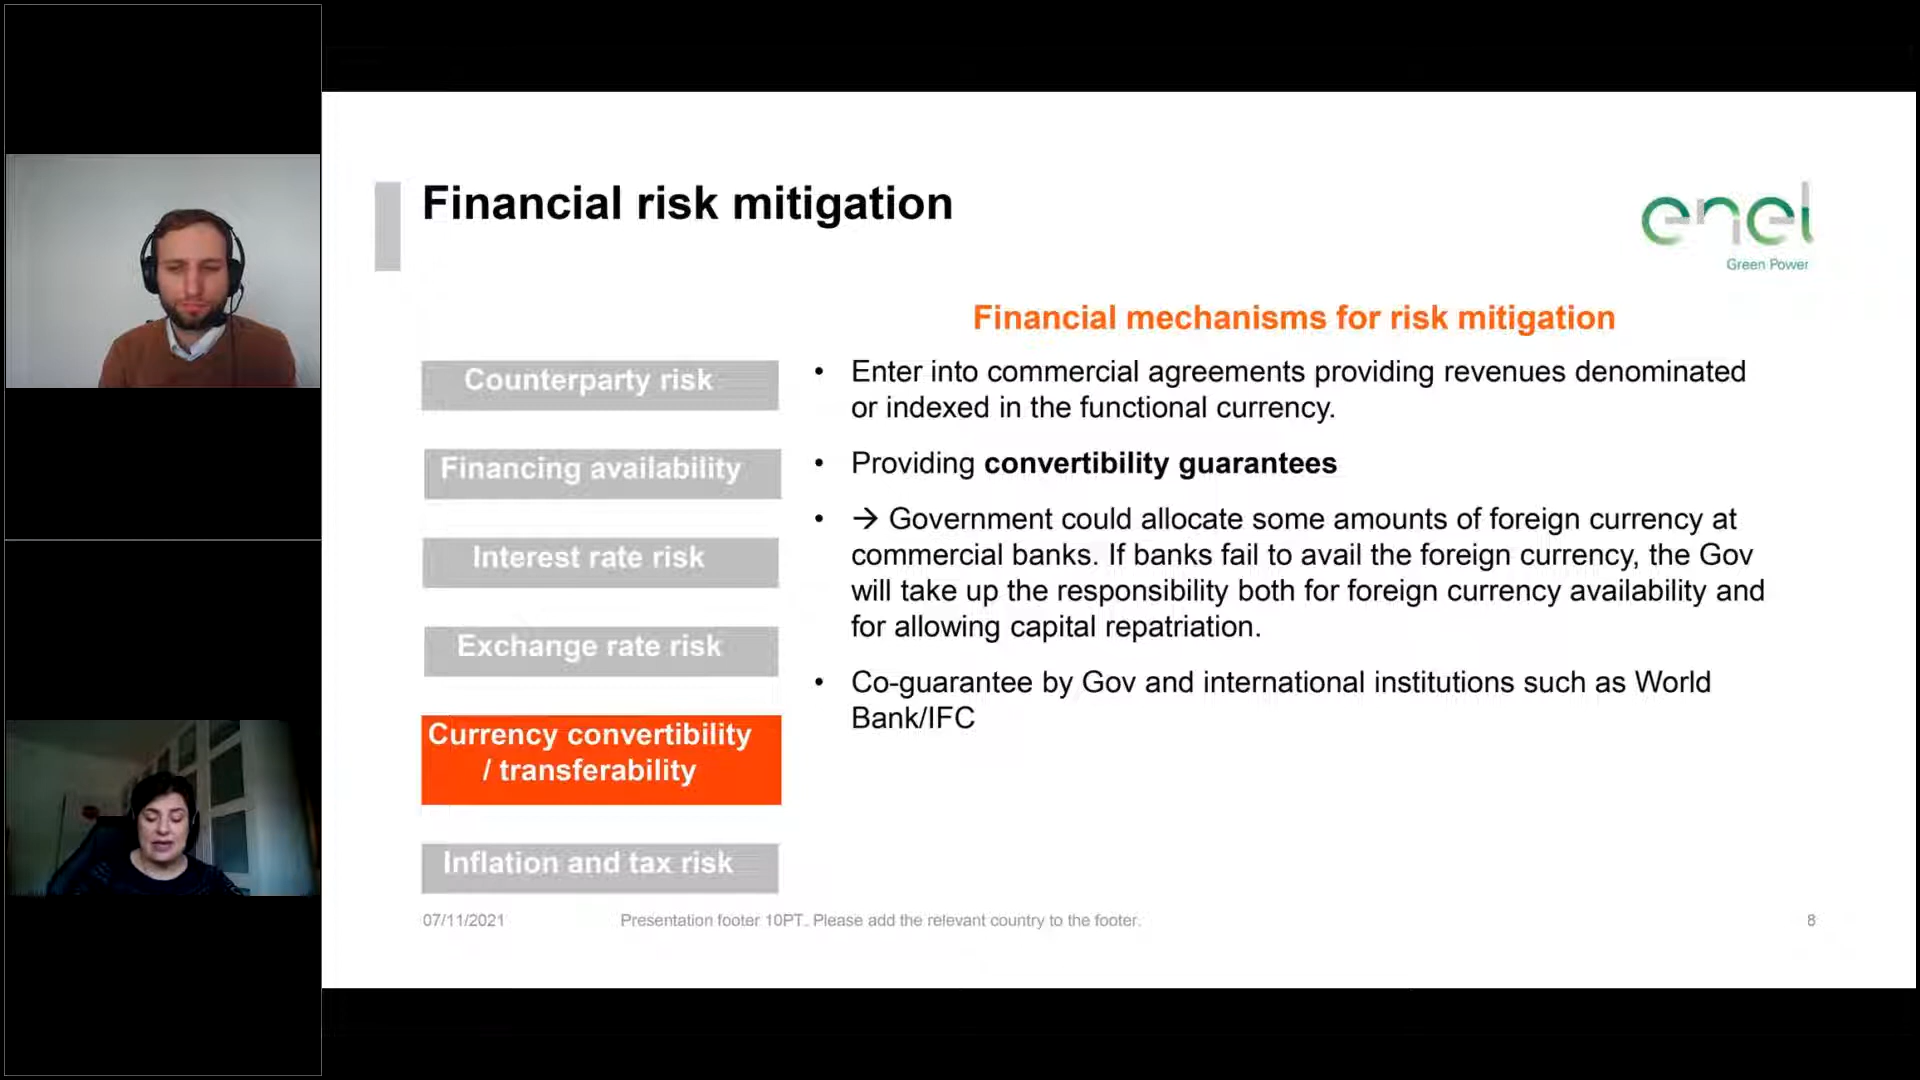 Financial risk mitigation
enel
Green Power
Financial mechanisms for risk mitigation
Counterparty risk
Financing availability
Interest rate risk
Exchange rate risk
Currency convertibility
/ transferability
Inflation and tax risk
• Enter into commercial agreements providing revenues denominated
or indexed in the functional currency.
• Providing convertibility guarantees
• → Government could allocate some amounts of foreign currency at
commercial banks. If banks fail to avail the foreign currency, the Gov
will take up the responsibility both for foreign currency availability and
for allowing capital repatriation.
• Co-guarantee by Gov and international institutions such as World
Bank/IFC
07/11/2021
Presentation footer 10PT. Please add the relevant country to the footer.
8